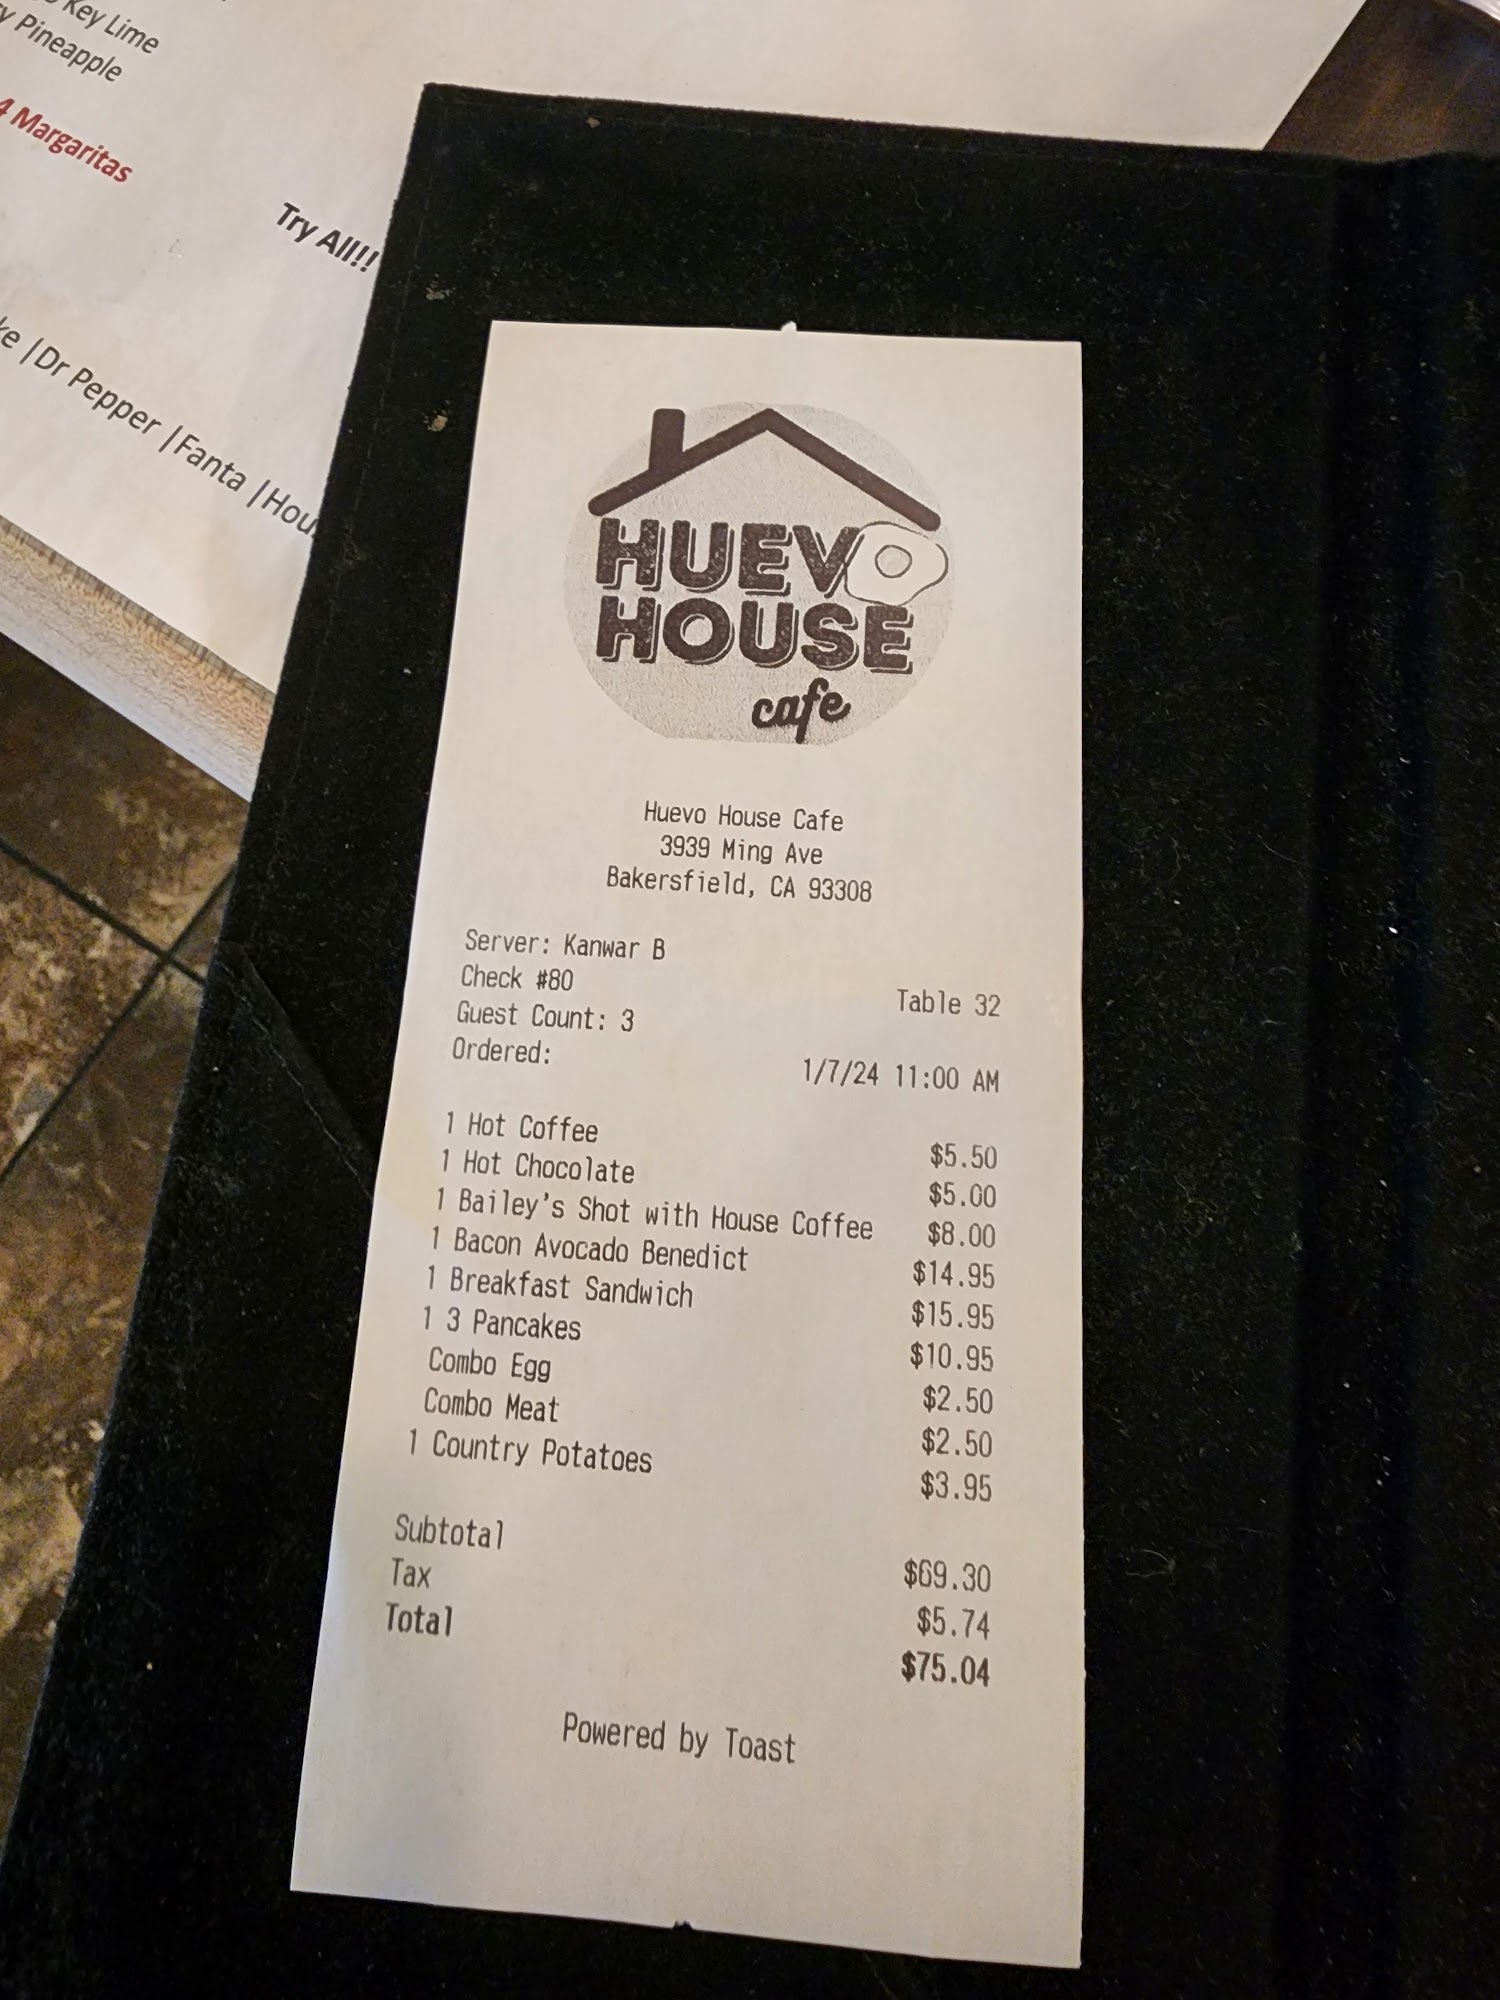 Key Lime
Pineapple
4 Margaritas
Try All!!
|Dr Pepper |Fanta |Hou
HUEVO
HOUSE
cafe
Huevo House Cafe
3939 Ming Ave
Bakersfield, CA 93308
Server: Kanwar B
Check #80 Table 32
Guest Count: 3
Ordered: 1/7/24 11:00 AM
1 Hot Coffee $5.50
1 Hot Chocolate $5.00
1 Bailey's Shot with House Coffee $8.00
1 Bacon Avocado Benedict $14.95
1 Breakfast Sandwich $15.95
1 3 Pancakes $10.95
Combo Egg $2.50
Combo Meat $2.50
1 Country Potatoes $3.95
Subtotal $69.30
Tax $5.74
Total $75.04
Powered by Toast